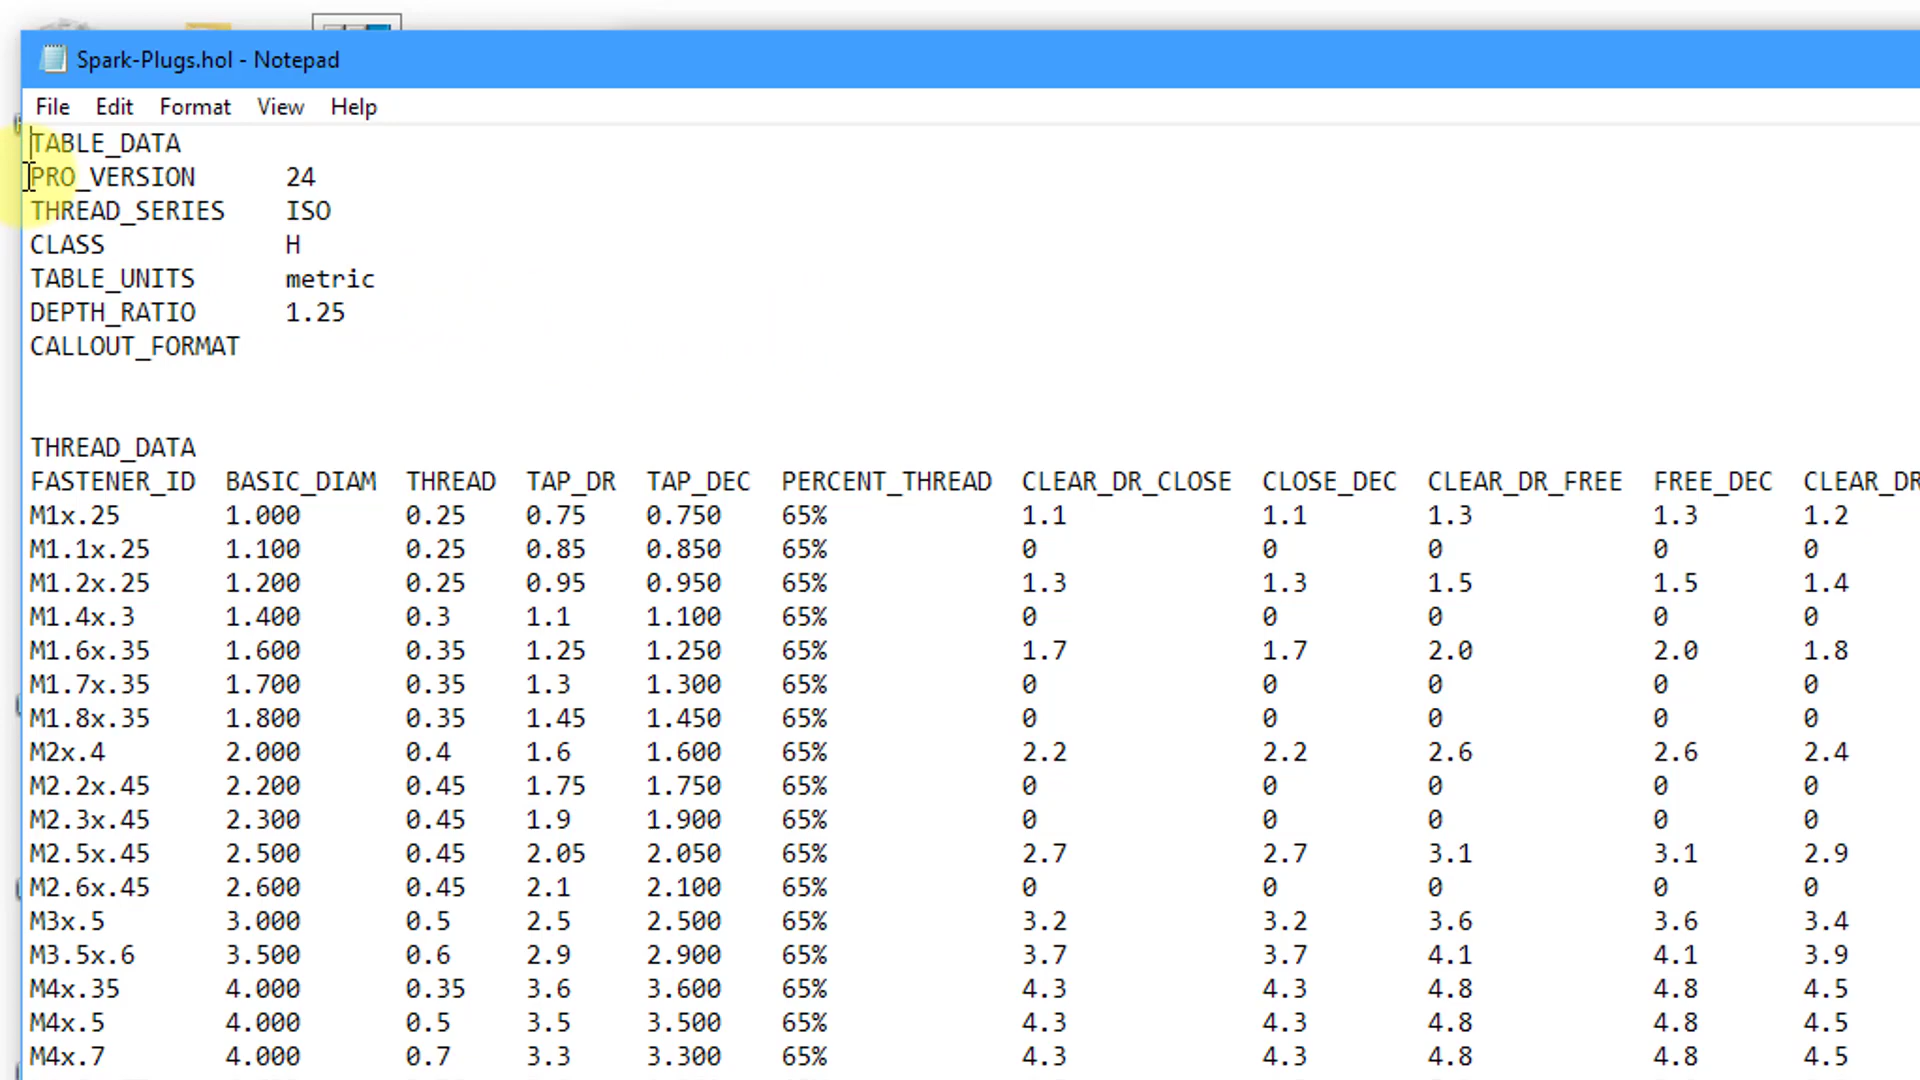 Spark-Plugs.hol - Notepad
File Edit Format View Help
TABLE_DATA
PRO_VERSION 24
THREAD_SERIES ISO
CLASS H
TABLE_UNITS metric
DEPTH_RATIO 1.25
CALLOUT_FORMAT
THREAD_DATA
FASTENER_ID BASIC_DIAM THREAD TAP_DR TAP_DEC PERCENT_THREAD CLEAR_DR_CLOSE CLOSE_DEC CLEAR_DR_FREE FREE_DEC CLEAR_DR
M1x.25 1.000 0.25 0.75 0.750 65% 1.1 1.1 1.3 1.3 1.2
M1.1x.25 1.100 0.25 0.85 0.850 65% 0 0 0 0 0
M1.2x.25 1.200 0.25 0.95 0.950 65% 1.3 1.3 1.5 1.5 1.4
M1.4x.3 1.400 0.3 1.1 1.100 65% 0 0 0 0 0
M1.6x.35 1.600 0.35 1.25 1.250 65% 1.7 1.7 2.0 2.0 1.8
M1.7x.35 1.700 0.35 1.3 1.300 65% 0 0 0 0 0
M1.8x.35 1.800 0.35 1.45 1.450 65% 0 0 0 0 0
M2x.4 2.000 0.4 1.6 1.600 65% 2.2 2.2 2.6 2.6 2.4
M2.2x.45 2.200 0.45 1.75 1.750 65% 0 0 0 0 0
M2.3x.45 2.300 0.45 1.9 1.900 65% 0 0 0 0 0
M2.5x.45 2.500 0.45 2.05 2.050 65% 2.7 2.7 3.1 3.1 2.9
M2.6x.45 2.600 0.45 2.1 2.100 65% 0 0 0 0 0
M3x.5 3.000 0.5 2.5 2.500 65% 3.2 3.2 3.6 3.6 3.4
M3.5x.6 3.500 0.6 2.9 2.900 65% 3.7 3.7 4.1 4.1 3.9
M4x.35 4.000 0.35 3.6 3.600 65% 4.3 4.3 4.8 4.8 4.5
M4x.5 4.000 0.5 3.5 3.500 65% 4.3 4.3 4.8 4.8 4.5
M4x.7 4.000 0.7 3.3 3.300 65% 4.3 4.3 4.8 4.8 4.5